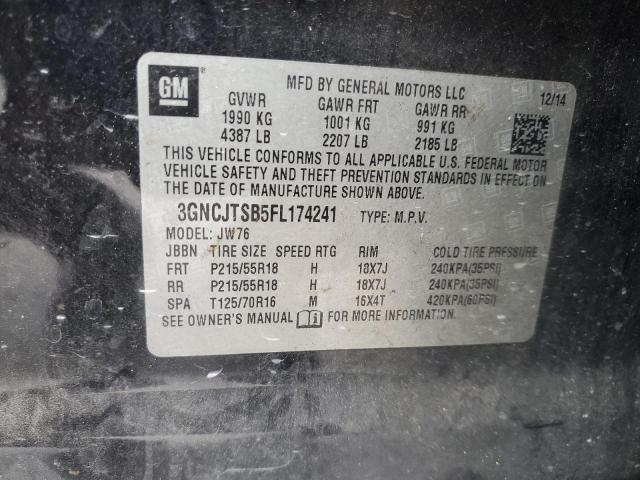 GM
MFD BY GENERAL MOTORS LLC
GVWR GAWR FRT GAWR RR 12/14
1990 KG 1001 KG 991 KG
4387 LB 2207 LB 2185 LB
THIS VEHICLE CONFORMS TO ALL APPLICABLE U.S. FEDERAL MOTOR
VEHICLE SAFETY AND THEFT PREVENTION STANDARDS IN EFFECT ON
THE DATE OF MANUFACTURE SHOWN ABOVE.
3GNCJTSB5FL174241 TYPE: M.P.V.
MODEL: JW76
JBBN TIRE SIZE SPEED RTG RIM COLD TIRE PRESSURE
FRT P215/55R18 H 18X7J 240KPA(35PSI)
RR P215/55R18 H 18X7J 240KPA(35PSI)
SPA T125/70R16 M 16X4T 420KPA(60PSI)
SEE OWNER'S MANUAL FOR MORE INFORMATION.